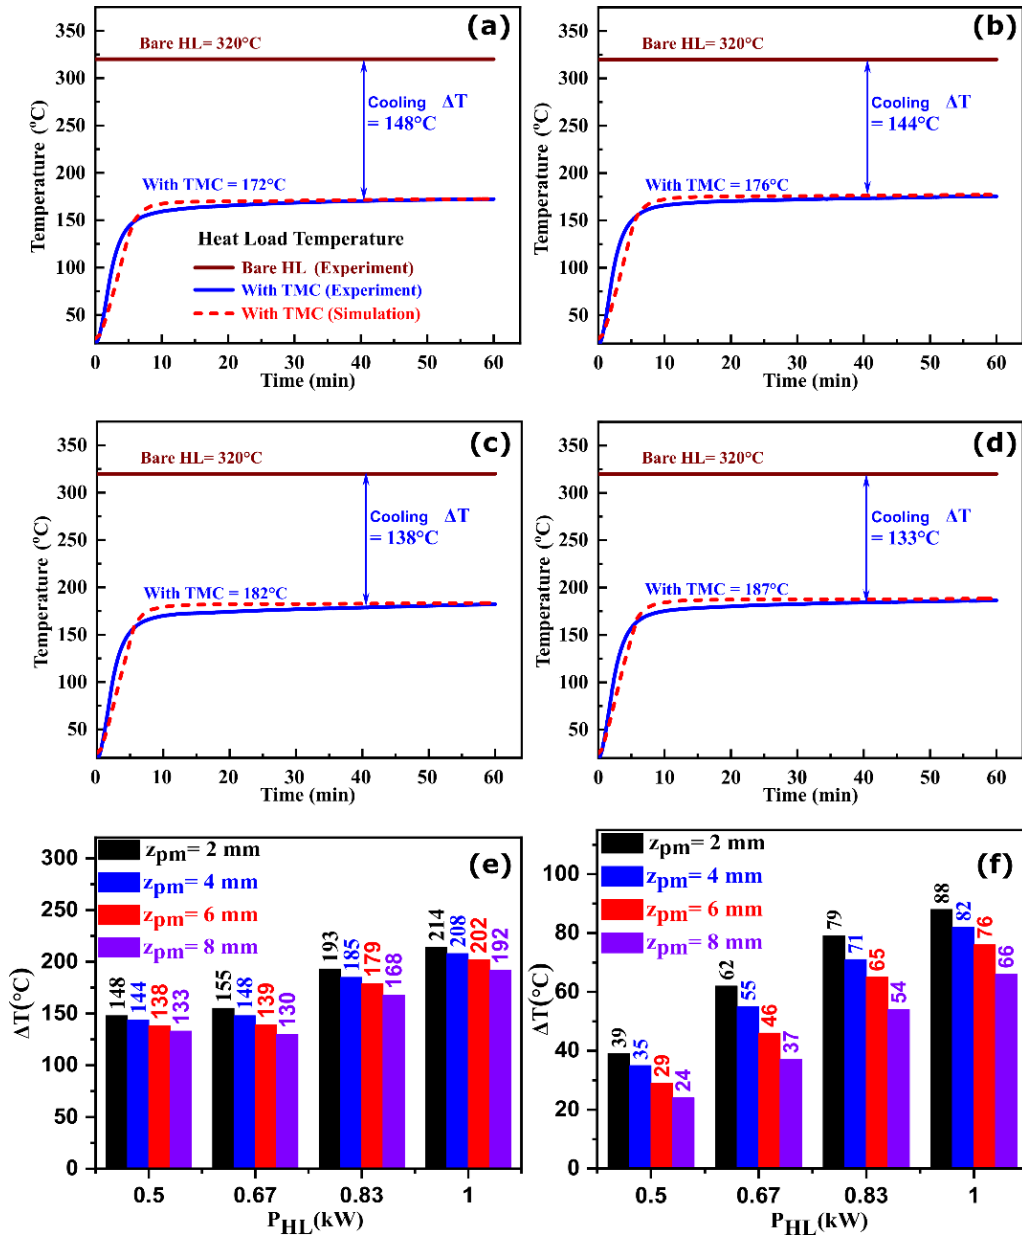 (a)
350
300
250
200
150
100
50
Temperature (ºC)
Bare HL= 320°C
Cooling ΔT
= 148°C
With TMC = 172°C
Heat Load Temperature
Bare HL (Experiment)
With TMC (Experiment)
With TMC (Simulation)
0 10 20 30 40 50 60
Time (min)
(b)
350
300
250
200
150
100
50
Temperature (ºC)
Bare HL= 320°C
Cooling ΔT
= 144°C
With TMC = 176°C
0 10 20 30 40 50 60
Time (min)
(c)
350
300
250
200
150
100
50
Temperature (ºC)
Bare HL= 320°C
Cooling ΔT
= 138°C
With TMC = 182°C
0 10 20 30 40 50 60
Time (min)
(d)
350
300
250
200
150
100
50
Temperature (ºC)
Bare HL= 320°C
Cooling ΔT
= 133°C
With TMC = 187°C
0 10 20 30 40 50 60
Time (min)
(e)
300
250
200
150
100
50
0
ΔT(°C)
zpm= 2 mm
zpm= 4 mm
zpm= 6 mm
zpm= 8 mm
148 144 138 133
155 148 139 130
193 185 179 168
214 208 202 192
0.5 0.67 0.83 1
PHL(kW)
(f)
100
80
60
40
20
0
ΔT(°C)
zpm= 2 mm
zpm= 4 mm
zpm= 6 mm
zpm= 8 mm
39 35 29 24
62 55 46 37
79 71 65 54
88 82 76 66
0.5 0.67 0.83 1
PHL(kW)